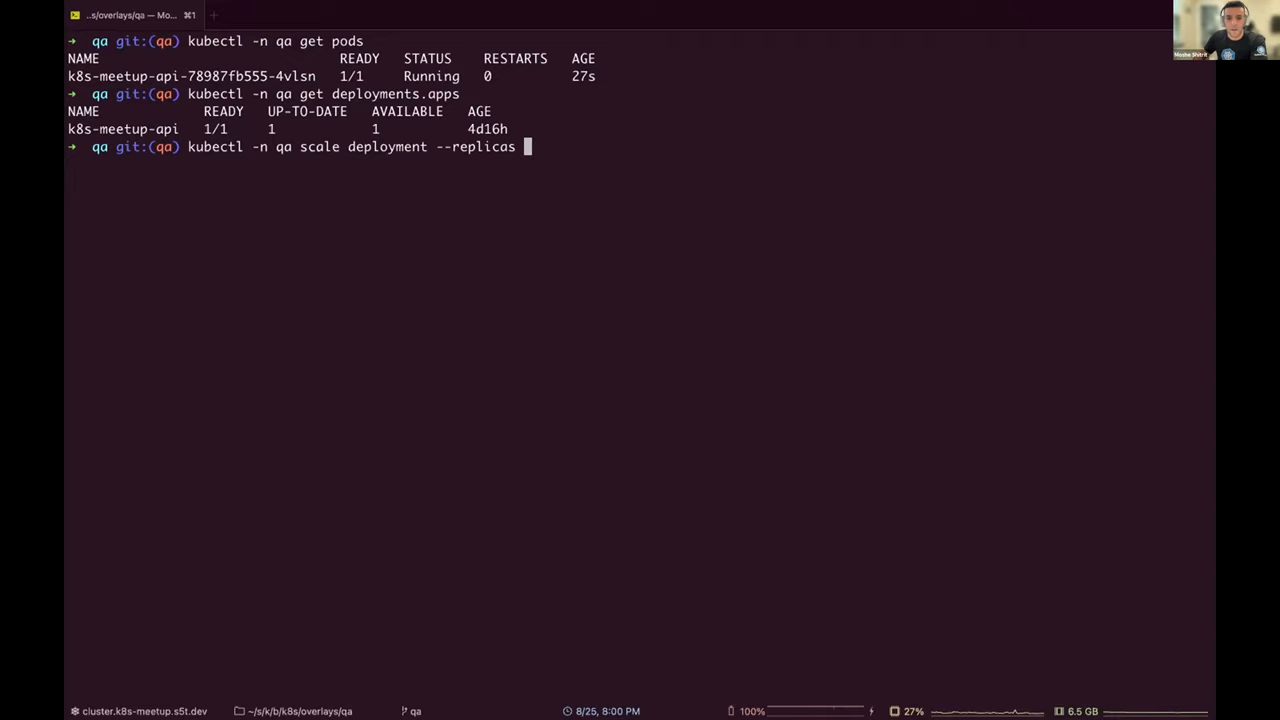 ..s/overlays/qa — Mo... ⌘1
→ qa git:(qa) kubectl -n qa get pods
NAME READY STATUS RESTARTS AGE
k8s-meetup-api-78987fb555-4vlsn 1/1 Running 0 27s
→ qa git:(qa) kubectl -n qa get deployments.apps
NAME READY UP-TO-DATE AVAILABLE AGE
k8s-meetup-api 1/1 1 1 4d16h
→ qa git:(qa) kubectl -n qa scale deployment --replicas
Moshe Shitrit
cluster.k8s-meetup.s5t.dev ~/s/k/b/k8s/overlays/qa qa 8/25, 8:00 PM 100% 27% 6.5 GB